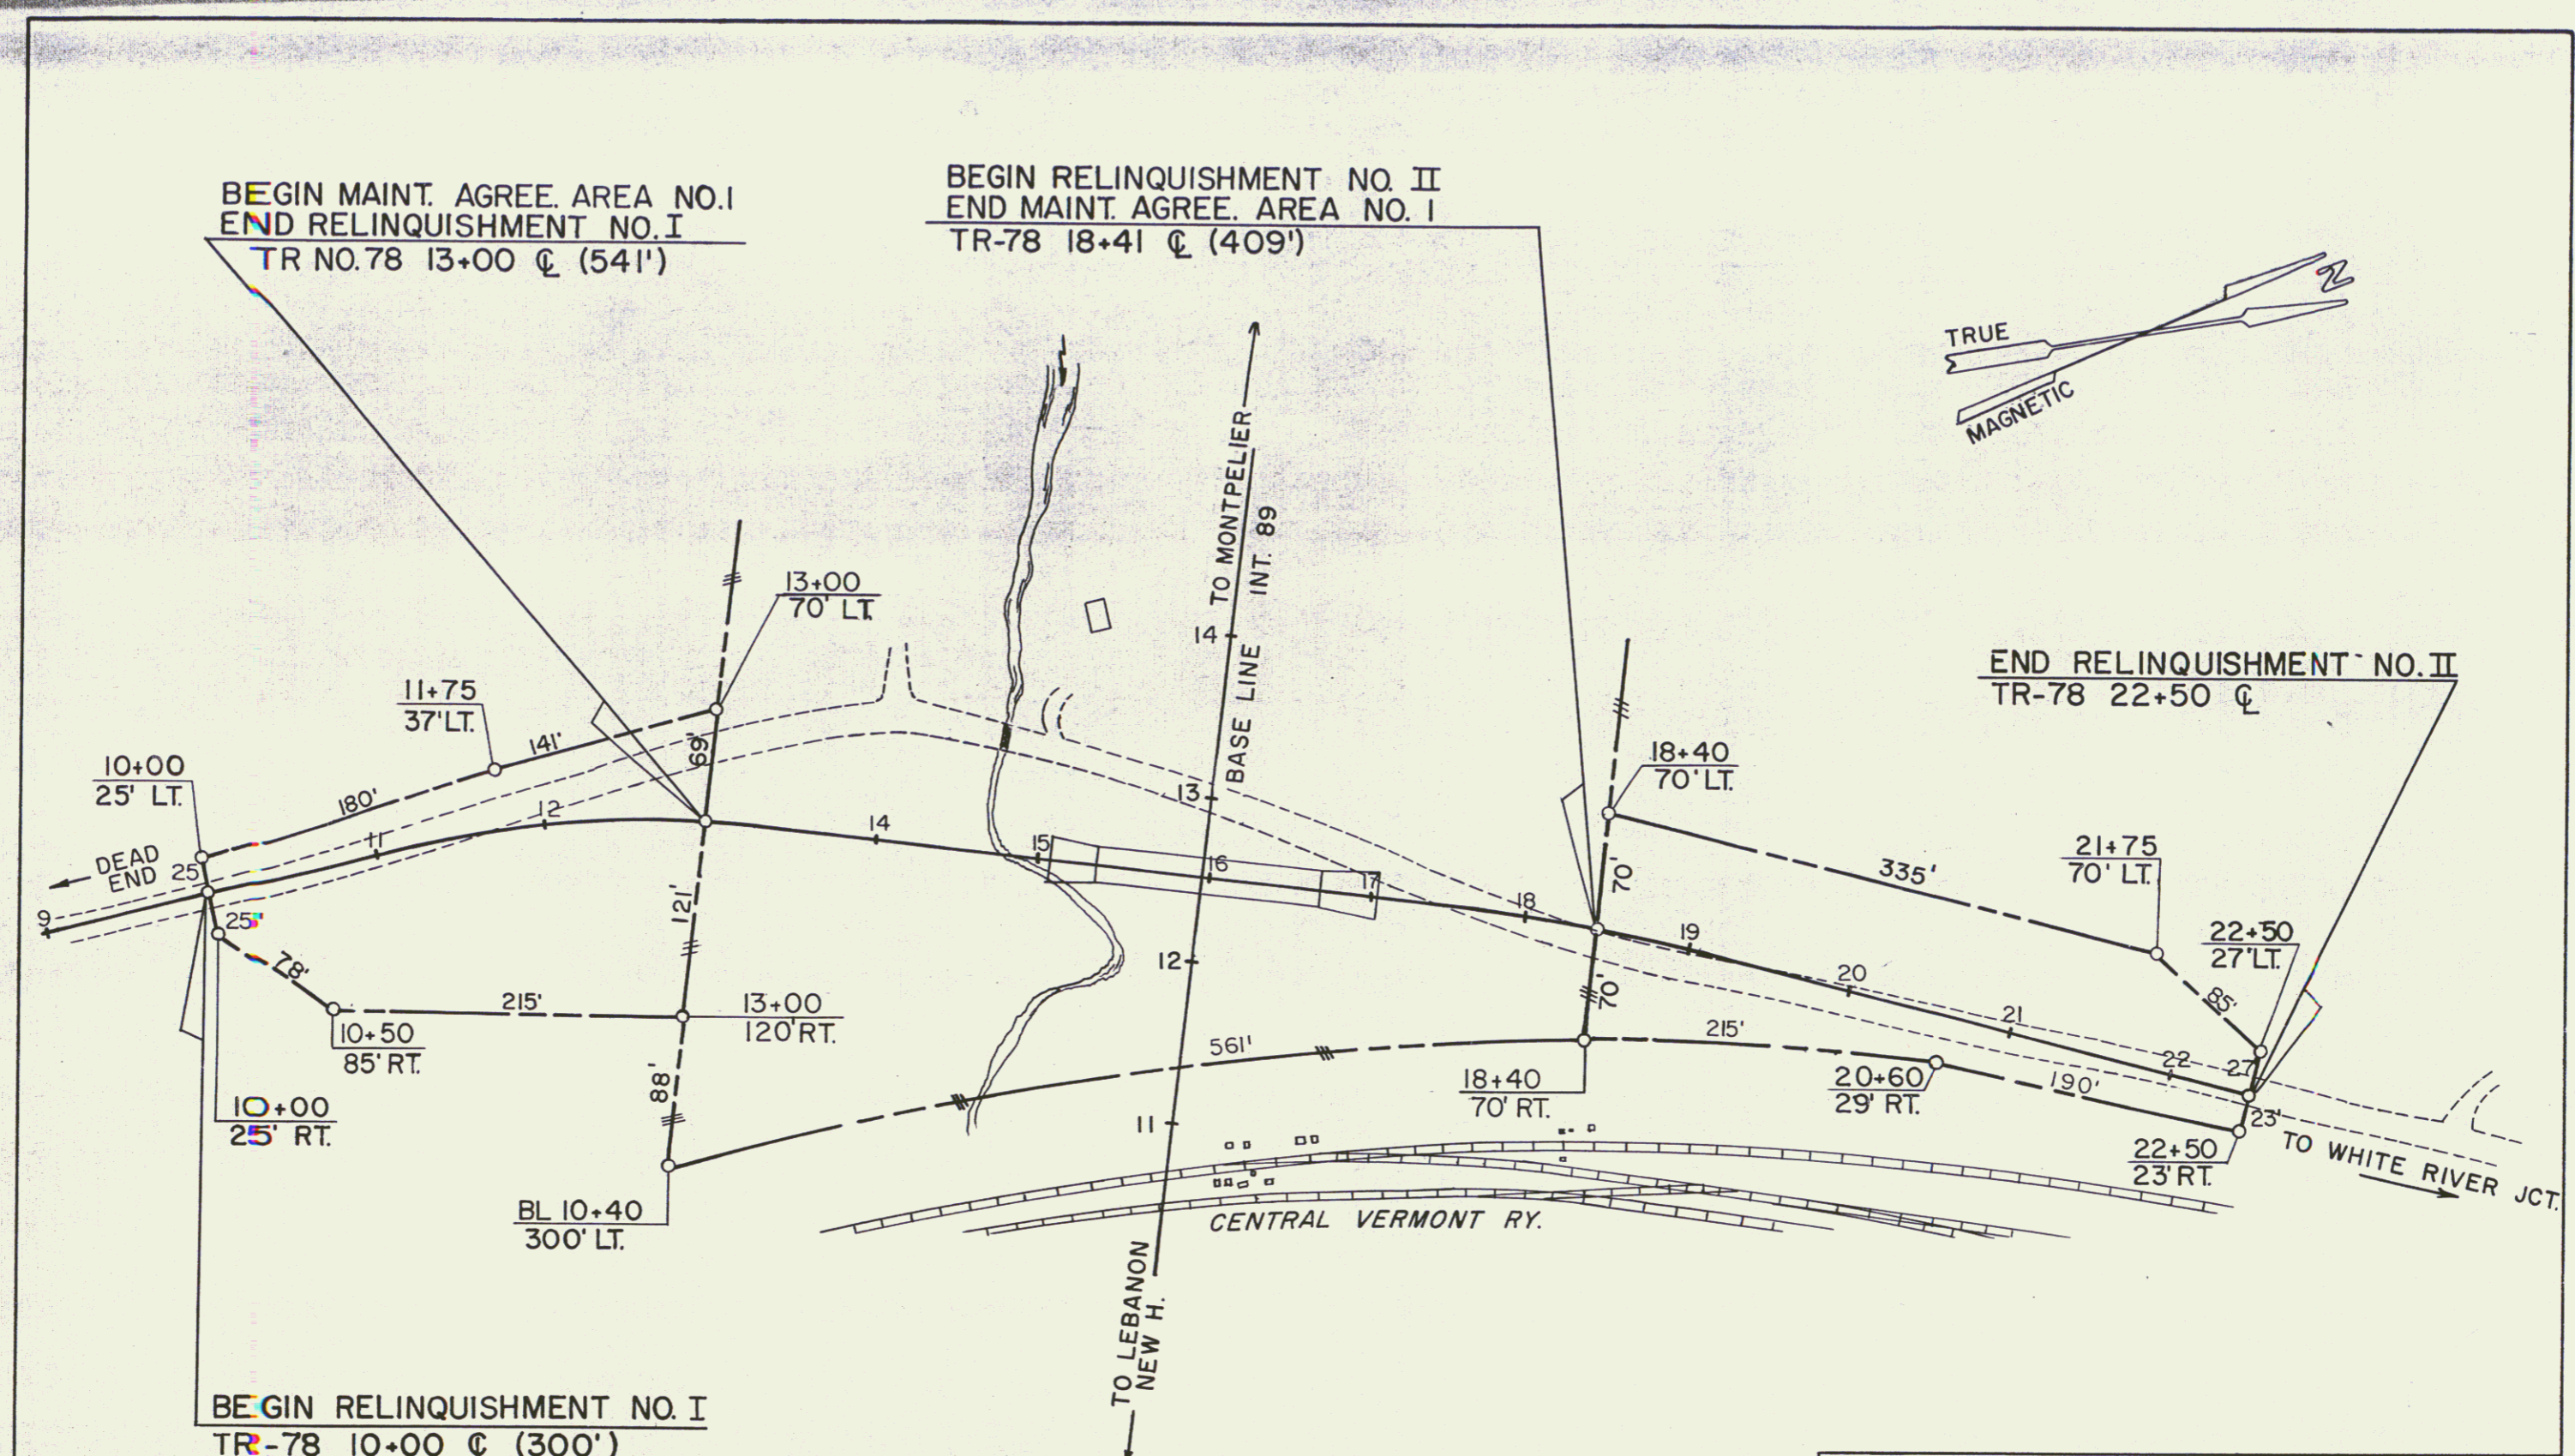 BEGIN MAINT. AGREE. AREA NO.1
END RELINQUISHMENT NO. I
TR NO. 78 13+00 ℄ (541')
BEGIN RELINQUISHMENT NO. II
END MAINT. AGREE. AREA NO. 1
TR-78 18+41 ℄ (409')
TRUE
MAGNETIC
N
TO MONTPELIER
BASE LINE INT. 89
14
13
12
11
TO LEBANON
NEW H.
13+00
70' LT.
11+75
37' LT.
10+00
25' LT.
141'
180'
69'
DEAD
END
25
25'
9
11
12
14
15
16
17
18
19
20
21
22
78'
215'
121'
88'
10+50
85' RT.
13+00
120' RT.
10+00
25' RT.
BL 10+40
300' LT.
561'
18+40
70' LT.
70'
70'
18+40
70' RT.
335'
21+75
70' LT.
END RELINQUISHMENT NO. II
TR-78 22+50 ℄
22+50
27' LT.
85'
27'
23'
215'
20+60
29' RT.
190'
22+50
23' RT.
TO WHITE RIVER JCT.
CENTRAL VERMONT RY.
BEGIN RELINQUISHMENT NO. I
TR-78 10+00 ℄ (300')